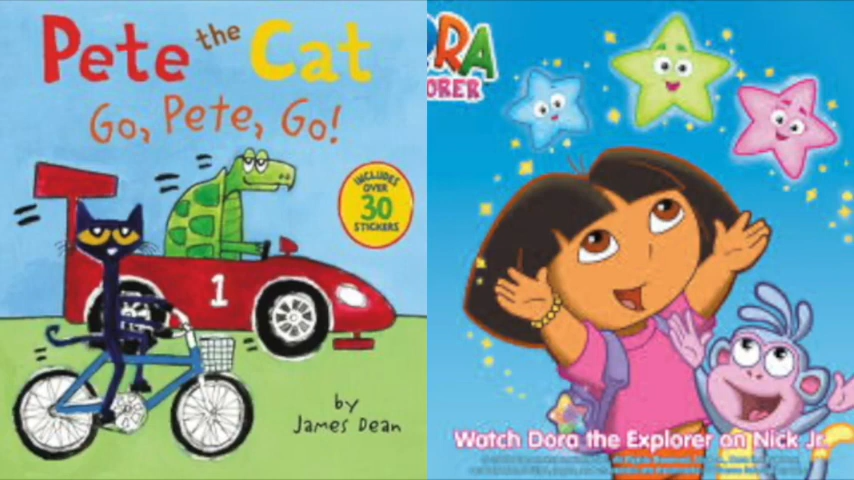 Pete the Cat
Go, Pete, Go!
INCLUDES
OVER
30
STICKERS
1
by
James Dean
ORA
ORER
Watch Dora the Explorer on Nick Jr.